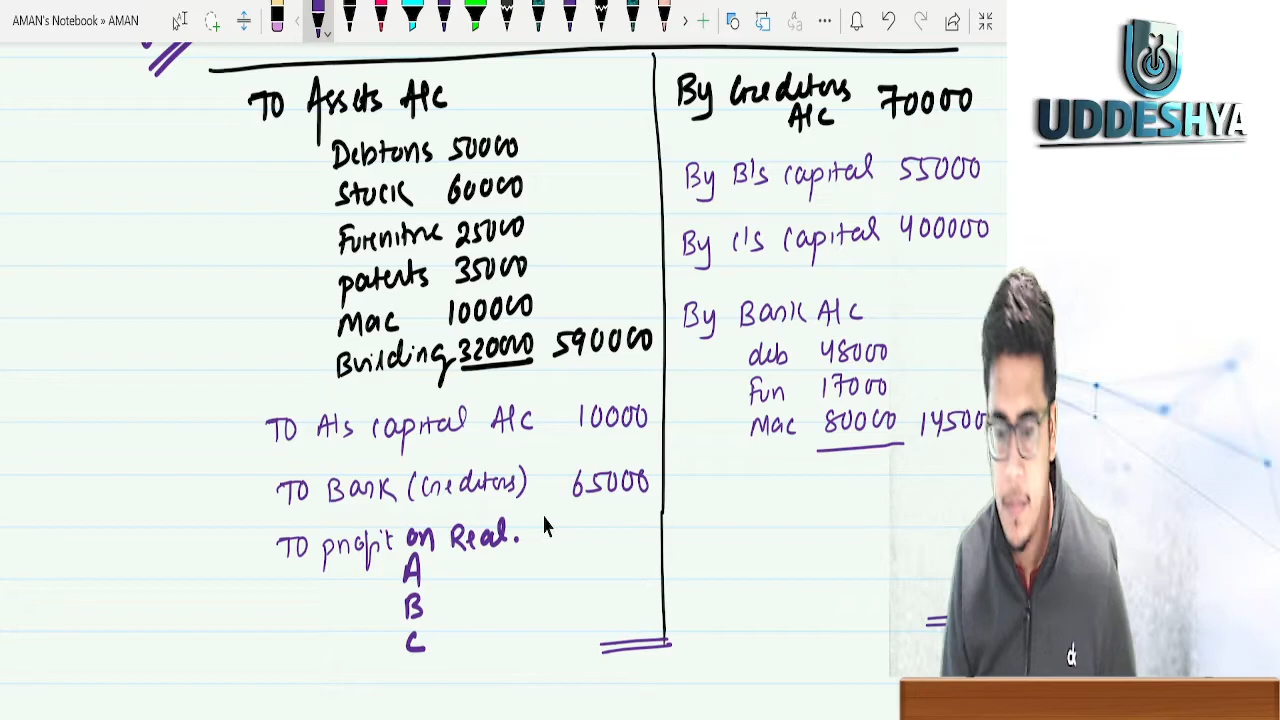 AMAN's Notebook » AMAN
UDDESHYA
To Assets A/C
Debtors 50000
Stock 60000
Furniture 25000
patents 35000
Mac 100000
Building 320000 590000
To A's capital A/C 10000
To Bank (Creditors) 65000
To profit on Real.
A
B
C
By Creditors A/C 70000
By B's capital 55000
By C's capital 400000
By Bank A/C
deb 48000
Fun 17000
Mac 80000 14500